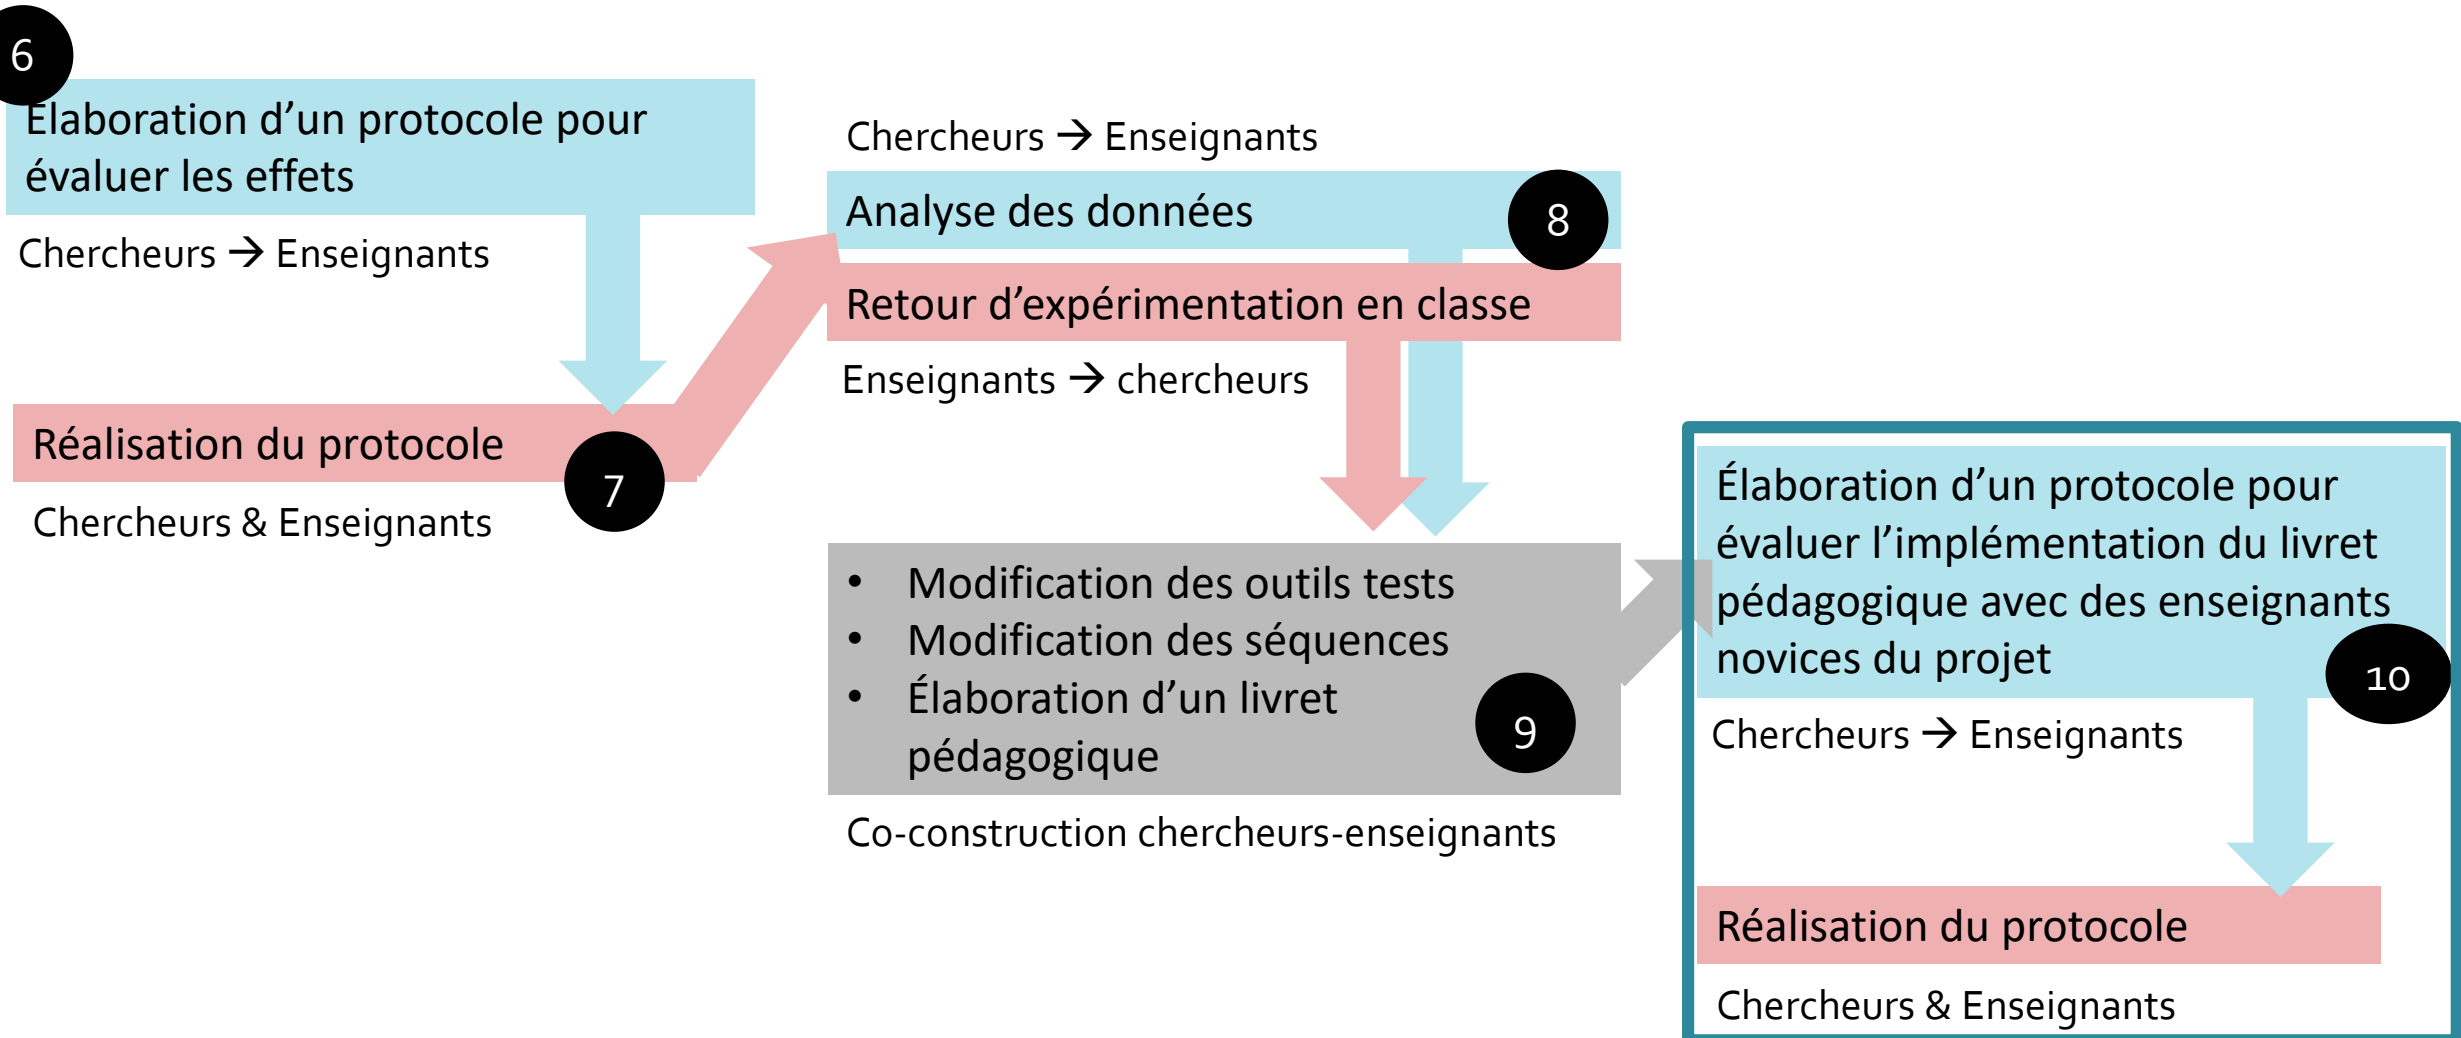 6
Élaboration d’un protocole pour
évaluer les effets
Chercheurs → Enseignants
Réalisation du protocole
7
Chercheurs & Enseignants
Chercheurs → Enseignants
Analyse des données
8
Retour d’expérimentation en classe
Enseignants → chercheurs
• Modification des outils tests
• Modification des séquences
• Élaboration d’un livret
pédagogique
9
Co-construction chercheurs-enseignants
Élaboration d’un protocole pour
évaluer l’implémentation du livret
pédagogique avec des enseignants
novices du projet
10
Chercheurs → Enseignants
Réalisation du protocole
Chercheurs & Enseignants